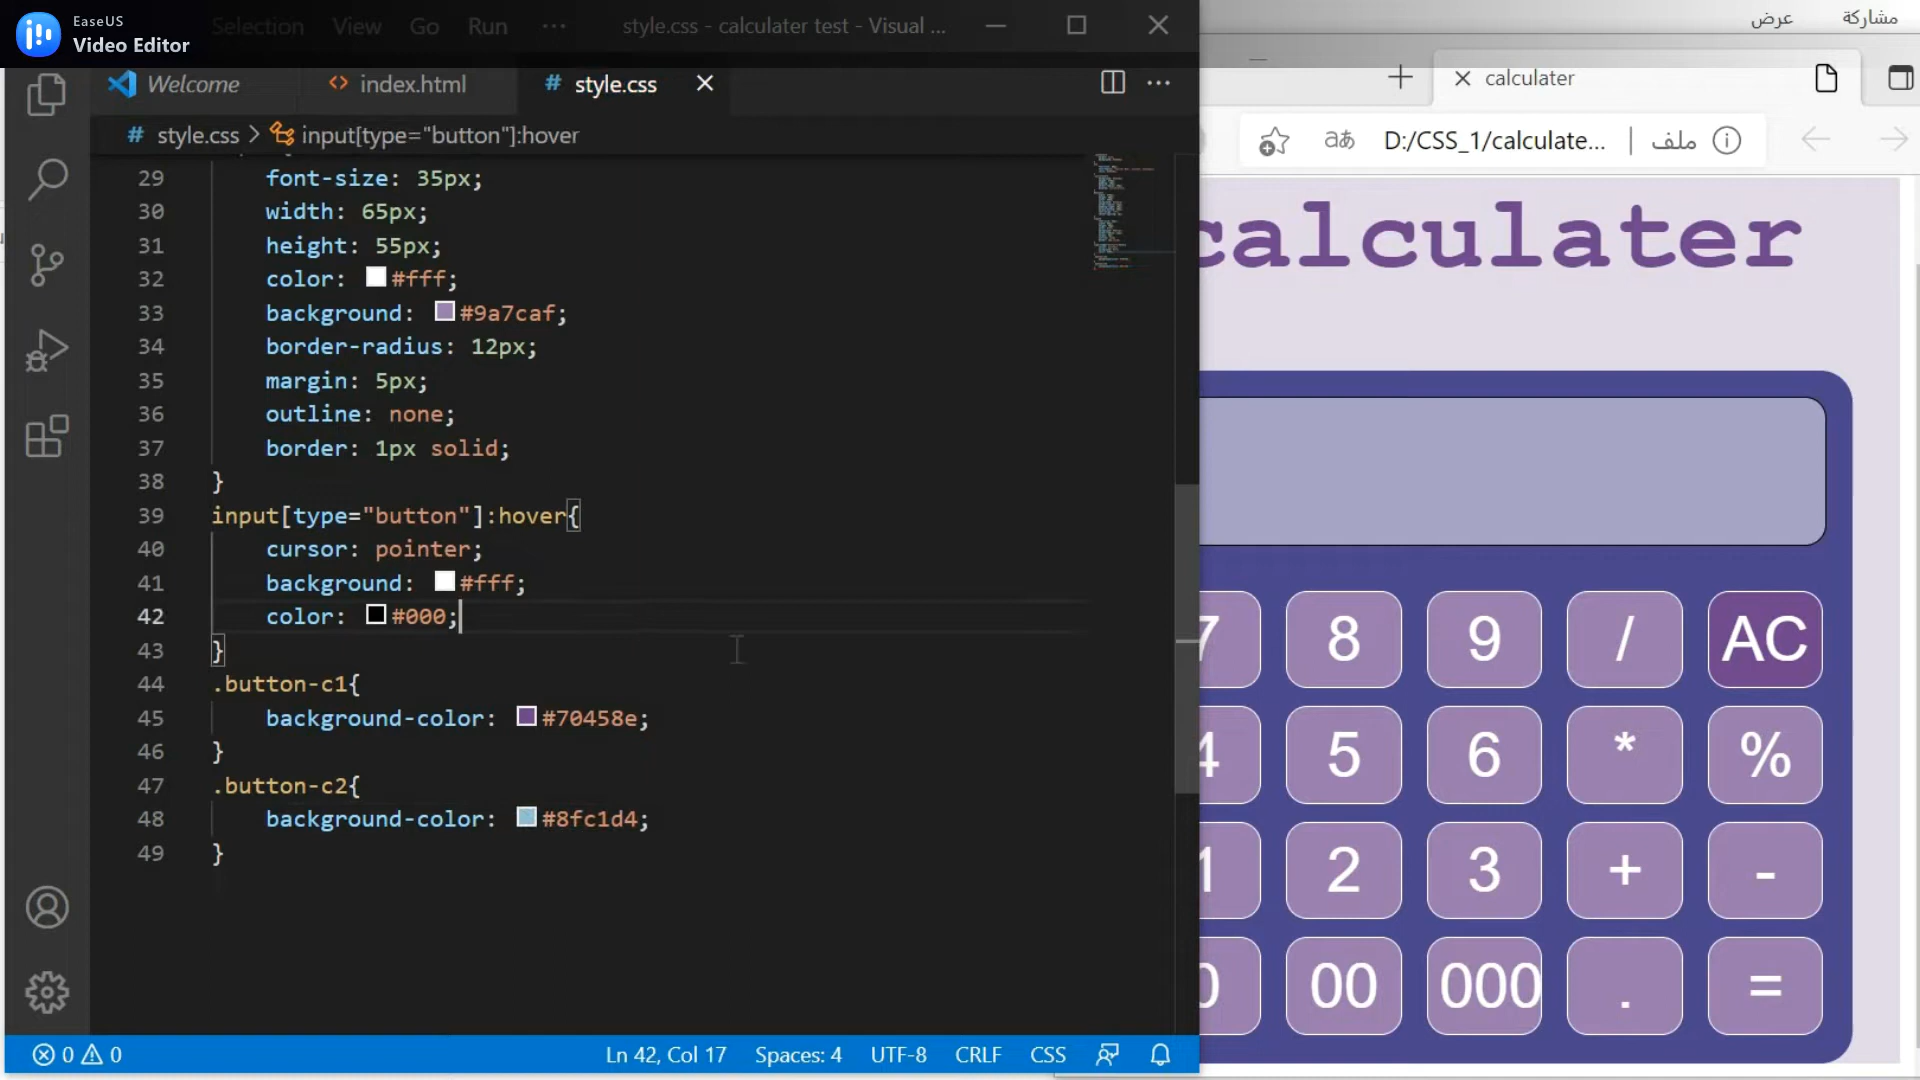 EaseUS
Video Editor
Selection View Go Run ··· style.css - calculater test - Visual ...
Welcome index.html # style.css
# style.css > input[type="button"]:hover
29 font-size: 35px;
30 width: 65px;
31 height: 55px;
32 color: #fff;
33 background: #9a7caf;
34 border-radius: 12px;
35 margin: 5px;
36 outline: none;
37 border: 1px solid;
38 }
39 input[type="button"]:hover{
40 cursor: pointer;
41 background: #fff;
42 color: #000;
43 }
44 .button-c1{
45 background-color: #70458e;
46 }
47 .button-c2{
48 background-color: #8fc1d4;
49 }
0 0 Ln 42, Col 17 Spaces: 4 UTF-8 CRLF CSS
عرض مشاركة
calculater
D:/CSS_1/calculate... | ملف
calculater
7 8 9 / AC
4 5 6 * %
1 2 3 + -
0 00 000 . =